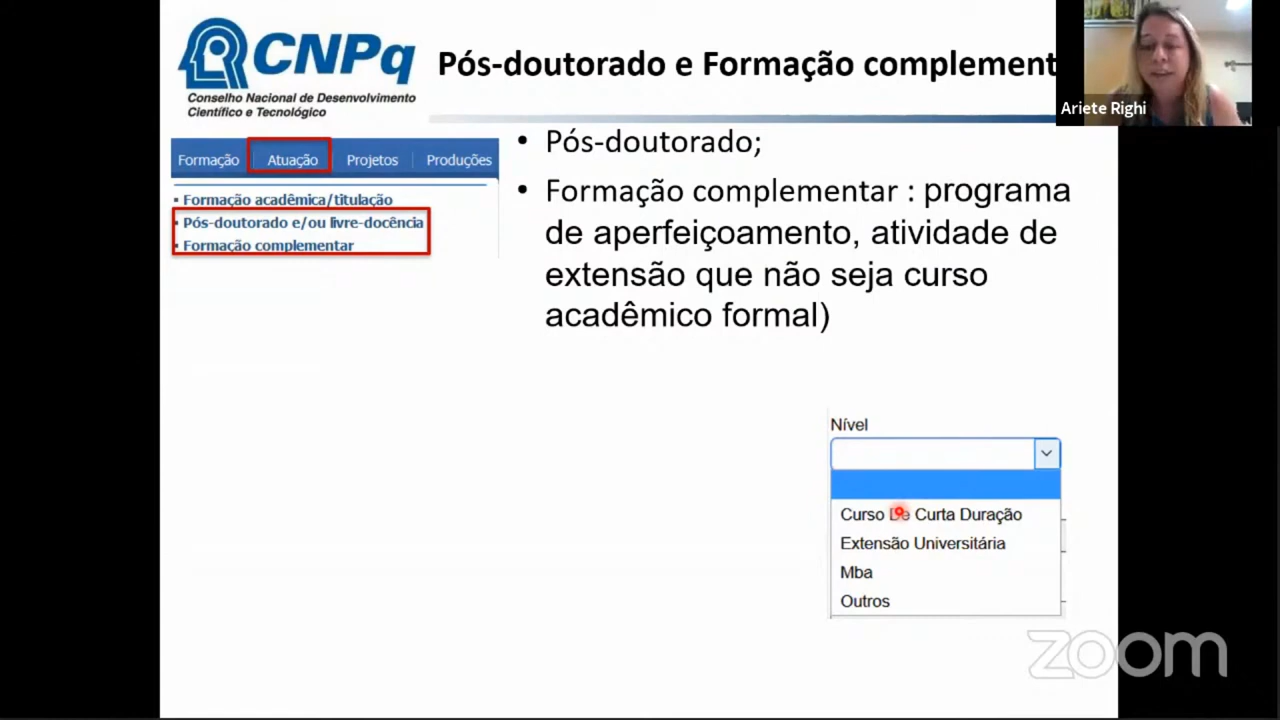 CNPq
Conselho Nacional de Desenvolvimento
Científico e Tecnológico
Pós-doutorado e Formação complement
Ariete Righi
Formação Atuação Projetos Produções
▪ Formação acadêmica/titulação
▪ Pós-doutorado e/ou livre-docência
▪ Formação complementar
• Pós-doutorado;
• Formação complementar : programa
de aperfeiçoamento, atividade de
extensão que não seja curso
acadêmico formal)
Nível
Curso De Curta Duração
Extensão Universitária
Mba
Outros
zoom